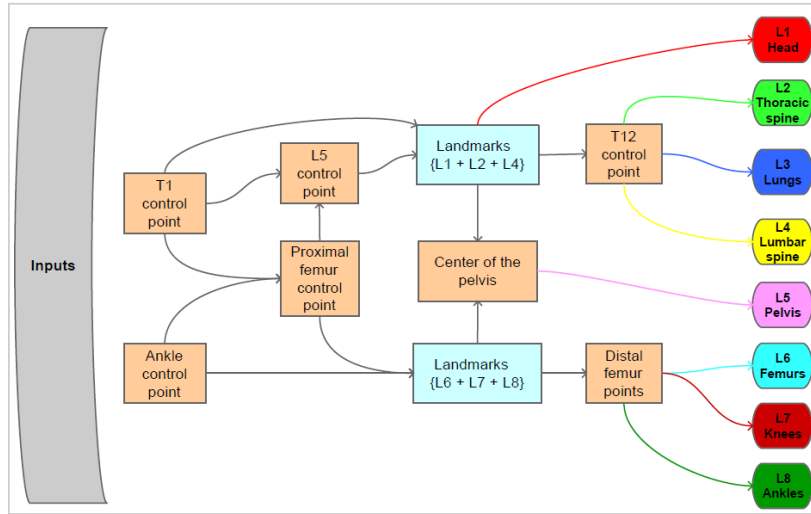 Inputs
T1
control
point
Ankle
control
point
L5
control
point
Proximal
femur
control
point
Landmarks
{L1 + L2 + L4}
Center of the
pelvis
Landmarks
{L6 + L7 + L8}
T12
control
point
Distal
femur
points
L1
Head
L2
Thoracic
spine
L3
Lungs
L4
Lumbar
spine
L5
Pelvis
L6
Femurs
L7
Knees
L8
Ankles